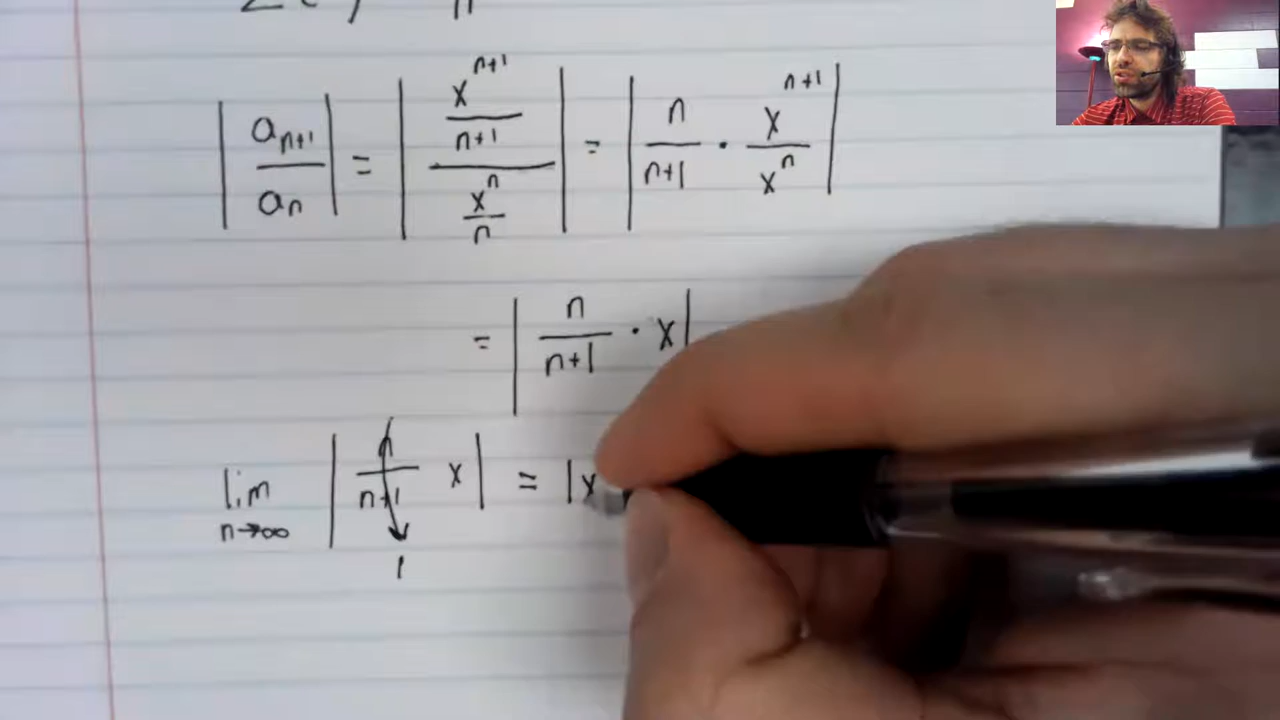 |a_{n+1}/a_n| = |(x^{n+1}/(n+1))/(x^n/n)| = |n/(n+1) · x^{n+1}/x^n|
= |n/(n+1) · x|
lim_{n→∞} |n/(n+1) x| = |x
1